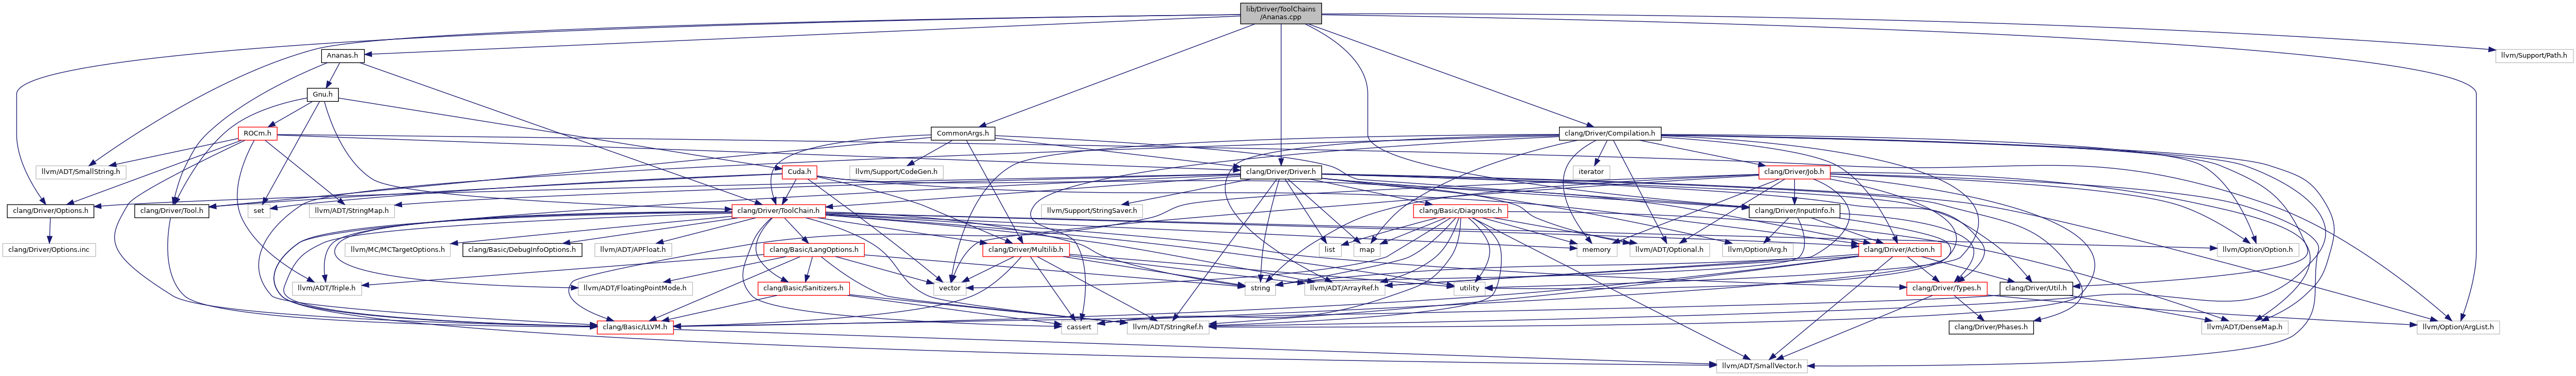 lib/Driver/ToolChains
/Ananas.cpp
Ananas.h
llvm/Support/Path.h
Gnu.h
ROCm.h
CommonArgs.h
clang/Driver/Compilation.h
llvm/ADT/SmallString.h
Cuda.h
llvm/Support/CodeGen.h
clang/Driver/Driver.h
iterator
clang/Driver/Job.h
clang/Driver/Options.h
clang/Driver/Tool.h
set
llvm/ADT/StringMap.h
clang/Driver/ToolChain.h
llvm/Support/StringSaver.h
clang/Basic/Diagnostic.h
clang/Driver/InputInfo.h
clang/Driver/Options.inc
llvm/MC/MCTargetOptions.h
clang/Basic/DebugInfoOptions.h
llvm/ADT/APFloat.h
clang/Basic/LangOptions.h
clang/Driver/Multilib.h
list
map
memory
llvm/ADT/Optional.h
llvm/Option/Arg.h
clang/Driver/Action.h
llvm/Option/Option.h
llvm/ADT/Triple.h
llvm/ADT/FloatingPointMode.h
clang/Basic/Sanitizers.h
vector
string
llvm/ADT/ArrayRef.h
utility
clang/Driver/Types.h
clang/Driver/Util.h
clang/Basic/LLVM.h
cassert
llvm/ADT/StringRef.h
clang/Driver/Phases.h
llvm/ADT/DenseMap.h
llvm/Option/ArgList.h
llvm/ADT/SmallVector.h